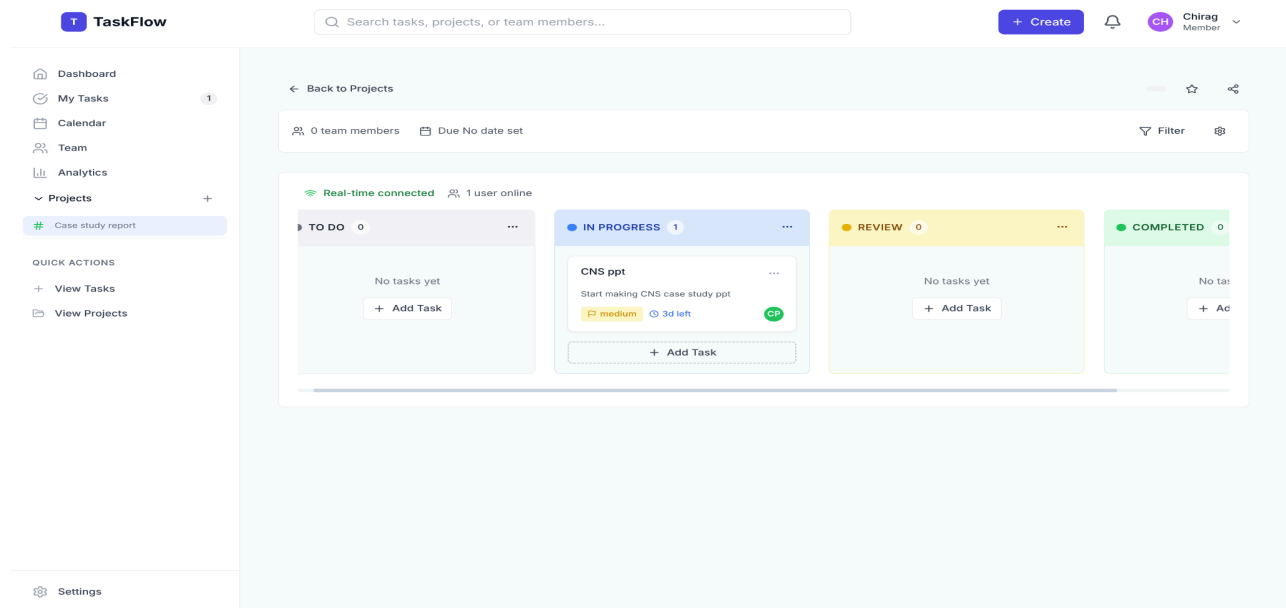 T TaskFlow
Search tasks, projects, or team members...
+ Create
CH
Chirag
Member
Dashboard
My Tasks 1
Calendar
Team
Analytics
Projects +
# Case study report
QUICK ACTIONS
+ View Tasks
View Projects
Settings
← Back to Projects
0 team members
Due No date set
Filter
Real-time connected
1 user online
TO DO 0 ...
No tasks yet
+ Add Task
IN PROGRESS 1 ...
CNS ppt ...
Start making CNS case study ppt
medium 3d left CP
+ Add Task
REVIEW 0 ...
No tasks yet
+ Add Task
COMPLETED 0
No tas
+ Ad